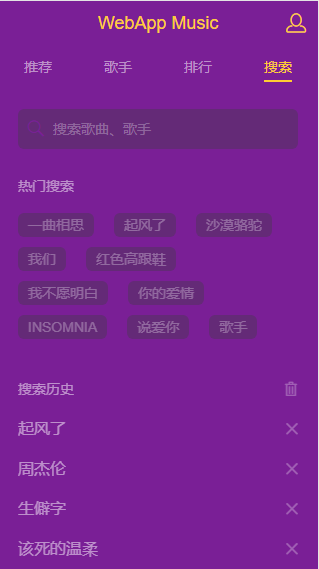 WebApp Music
推荐 歌手 排行 搜索
搜索歌曲、歌手
热门搜索
一曲相思 起风了 沙漠骆驼
我们 红色高跟鞋
我不愿明白 你的爱情
INSOMNIA 说爱你 歌手
搜索历史
起风了
周杰伦
生僻字
该死的温柔